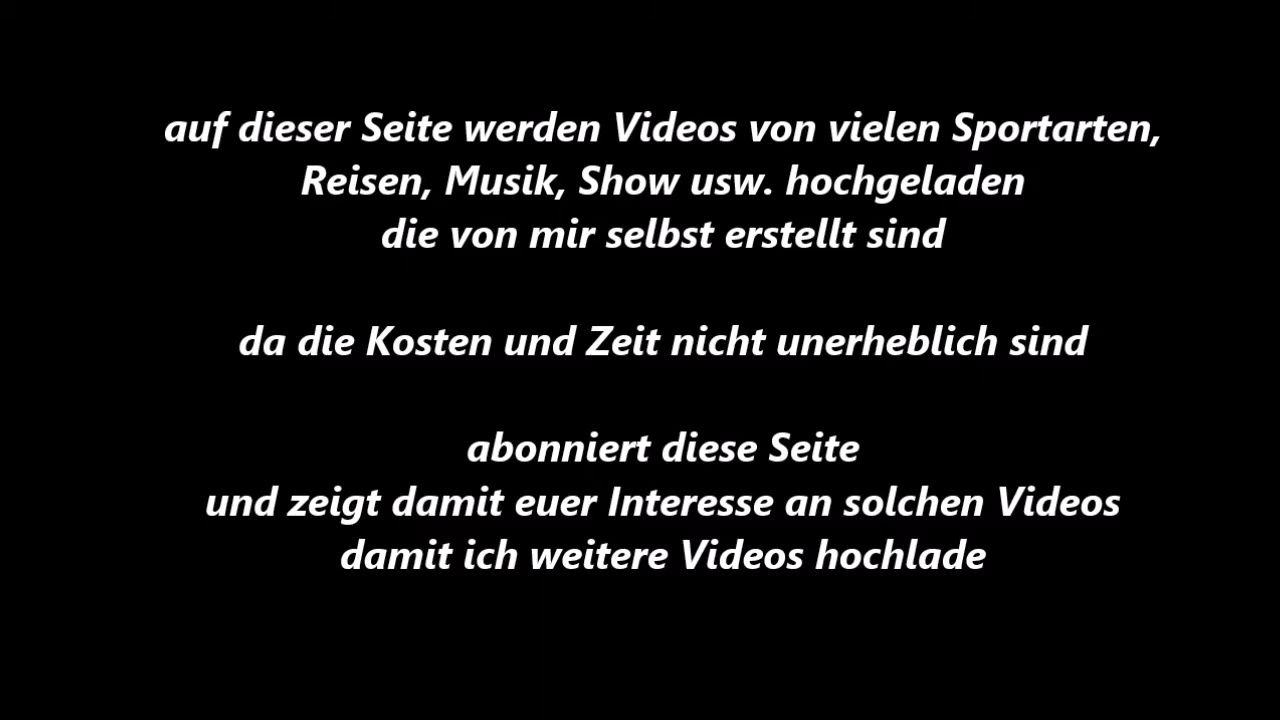 auf dieser Seite werden Videos von vielen Sportarten,
Reisen, Musik, Show usw. hochgeladen
die von mir selbst erstellt sind
da die Kosten und Zeit nicht unerheblich sind
abonniert diese Seite
und zeigt damit euer Interesse an solchen Videos
damit ich weitere Videos hochlade